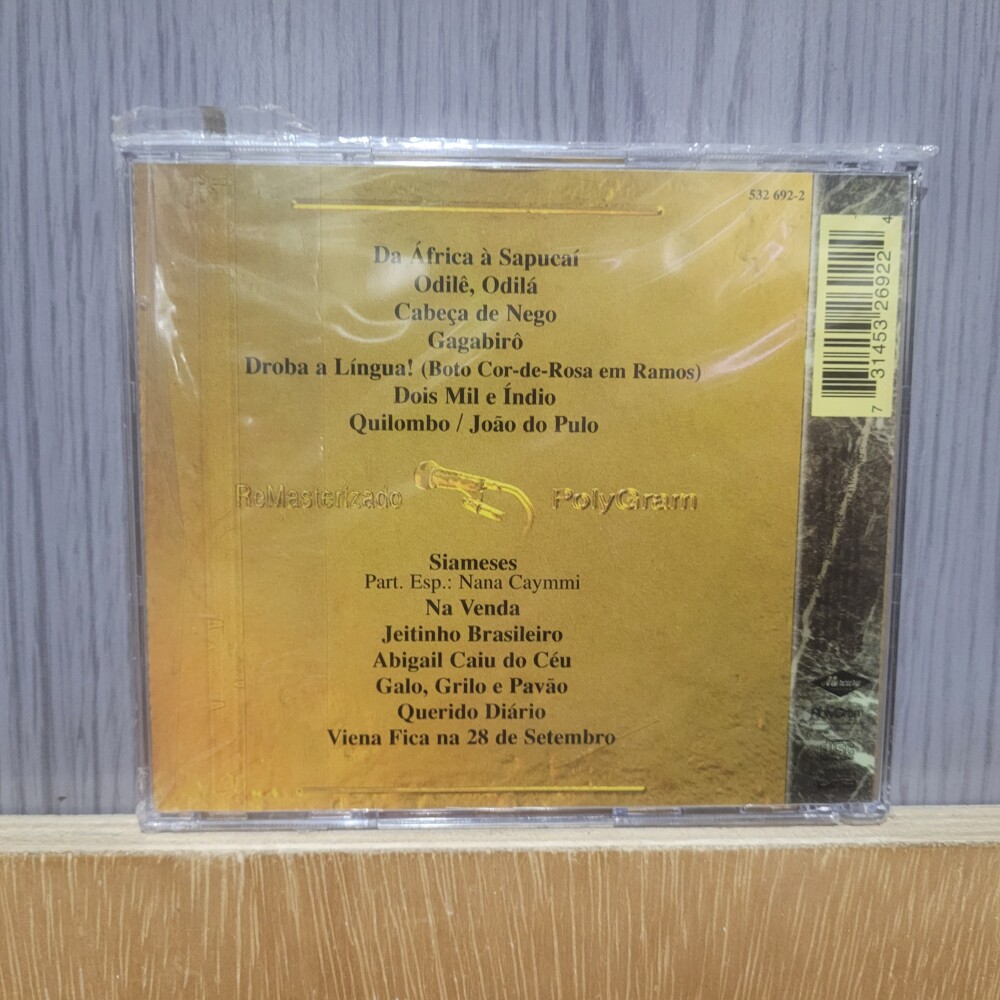 532 692-2
Da África à Sapucaí
Odilê, Odilá
Cabeça de Nego
Gagabirô
Droba a Língua! (Boto Cor-de-Rosa em Ramos)
Dois Mil e Índio
Quilombo / João do Pulo
ReMasterizado PolyGram
Siameses
Part. Esp.: Nana Caymmi
Na Venda
Jeitinho Brasileiro
Abigail Caiu do Céu
Galo, Grilo e Pavão
Querido Diário
Viena Fica na 28 de Setembro
7 31453 26922 4
Mercury
PolyGram
disc